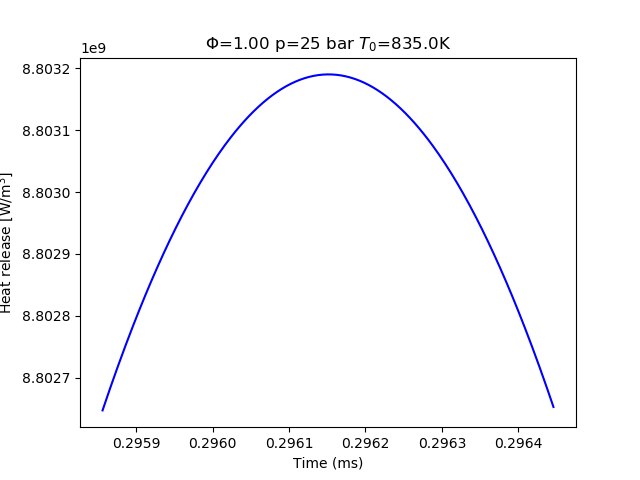 Φ=1.00 p=25 bar T₀=835.0K
1e9
8.8032
8.8031
8.8030
8.8029
8.8028
8.8027
Heat release [W/m³]
0.2959 0.2960 0.2961 0.2962 0.2963 0.2964
Time (ms)